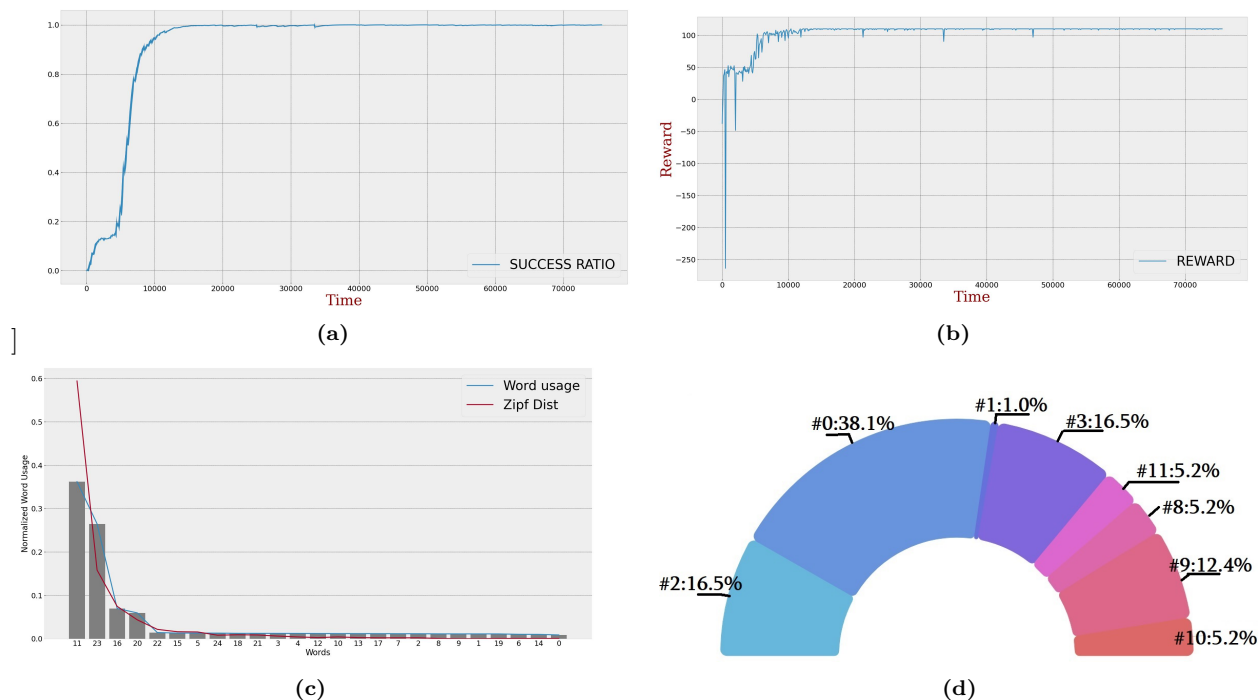 1.0
0.8
0.6
0.4
0.2
0.0
0 10000 20000 30000 40000 50000 60000 70000
Time
SUCCESS RATIO
(a)
100
50
0
−50
−100
−150
−200
−250
Reward
0 10000 20000 30000 40000 50000 60000 70000
Time
REWARD
(b)
]
0.6
0.5
0.4
0.3
0.2
0.1
0.0
Normalized Word Usage
Word usage
Zipf Dist
11 23 16 20 22 15 5 24 18 21 3 4 12 10 13 17 7 2 8 9 1 19 6 14 0
Words
(c)
#2:16.5%
#0:38.1%
#1:1.0%
#3:16.5%
#11:5.2%
#8:5.2%
#9:12.4%
#10:5.2%
(d)